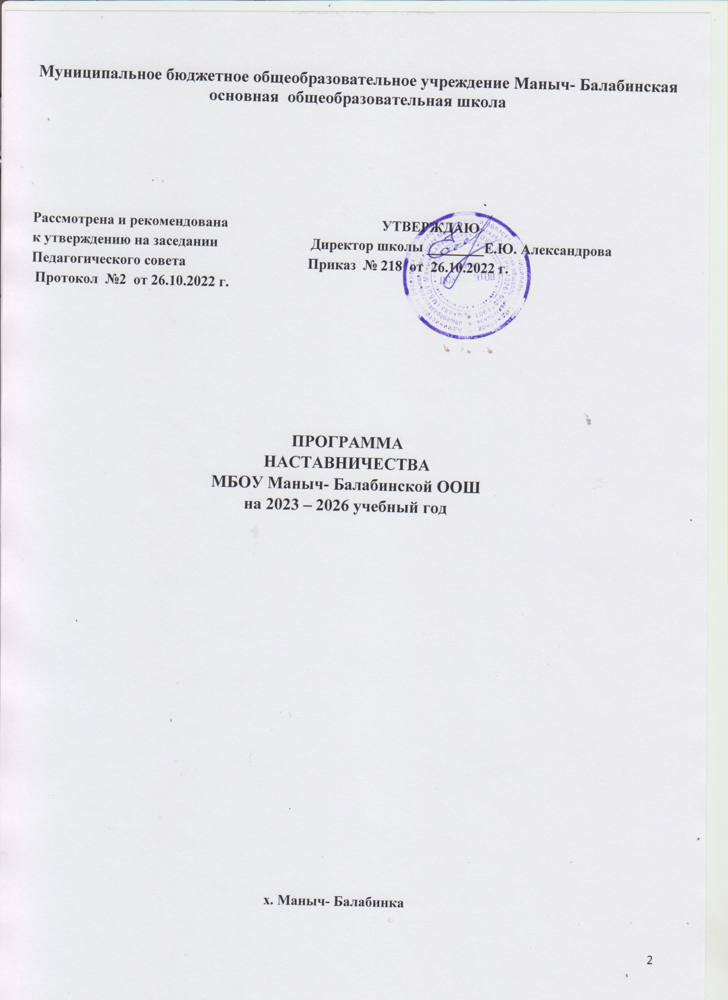 Муниципальное бюджетное общеобразовательное учреждение Маныч- Балабинская
основная общеобразовательная школа
Рассмотрена и рекомендована
к утверждению на заседании
Педагогического совета
Протокол №2 от 26.10.2022 г.
УТВЕРЖДАЮ
Директор школы ________Е.Ю. Александрова
Приказ № 218 от 26.10.2022 г.
ПРОГРАММА
НАСТАВНИЧЕСТВА
МБОУ Маныч- Балабинской ООШ
на 2023 – 2026 учебный год
х. Маныч- Балабинка
2